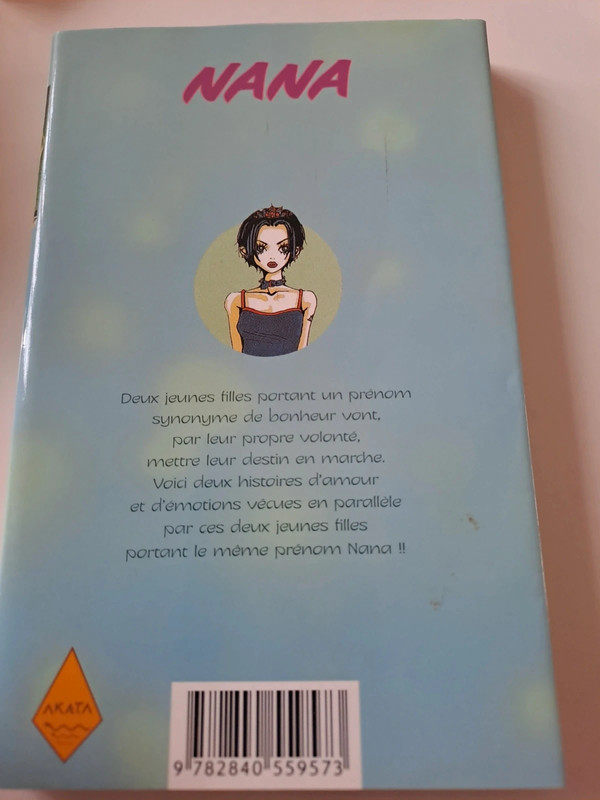 NANA
Deux jeunes filles portant un prénom
synonyme de bonheur vont,
par leur propre volonté,
mettre leur destin en marche.
Voici deux histoires d'amour
et d'émotions vécues en parallèle
par ces deux jeunes filles
portant le même prénom Nana !!
AKATA
9 782840 559573